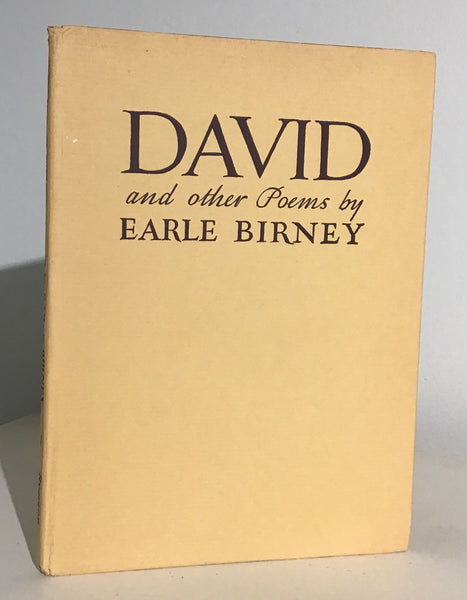 DAVID
and other Poems by
EARLE BIRNEY